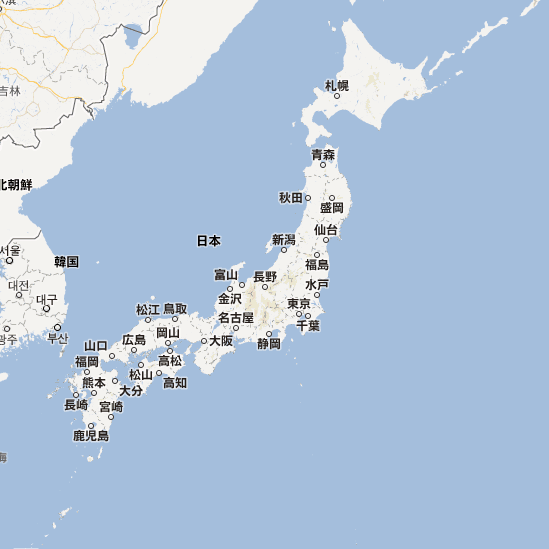 札幌
吉林
青森
北朝鮮
秋田
盛岡
仙台
日本
新潟
서울
韓国
福島
富山
長野
水戸
대전
金沢
대구
松江
鳥取
名古屋
東京
千葉
광주
부산
岡山
山口
広島
大阪
静岡
福岡
高松
松山
高知
熊本
大分
長崎
宮崎
鹿児島
海